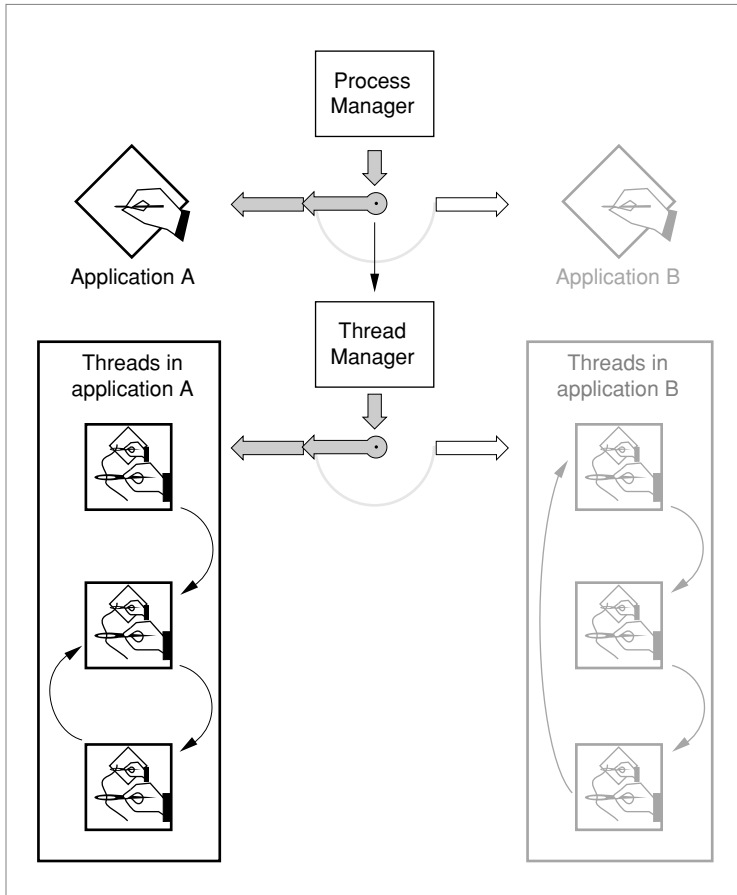 Process
Manager
Application A
Application B
Thread
Manager
Threads in
application A
Threads in
application B